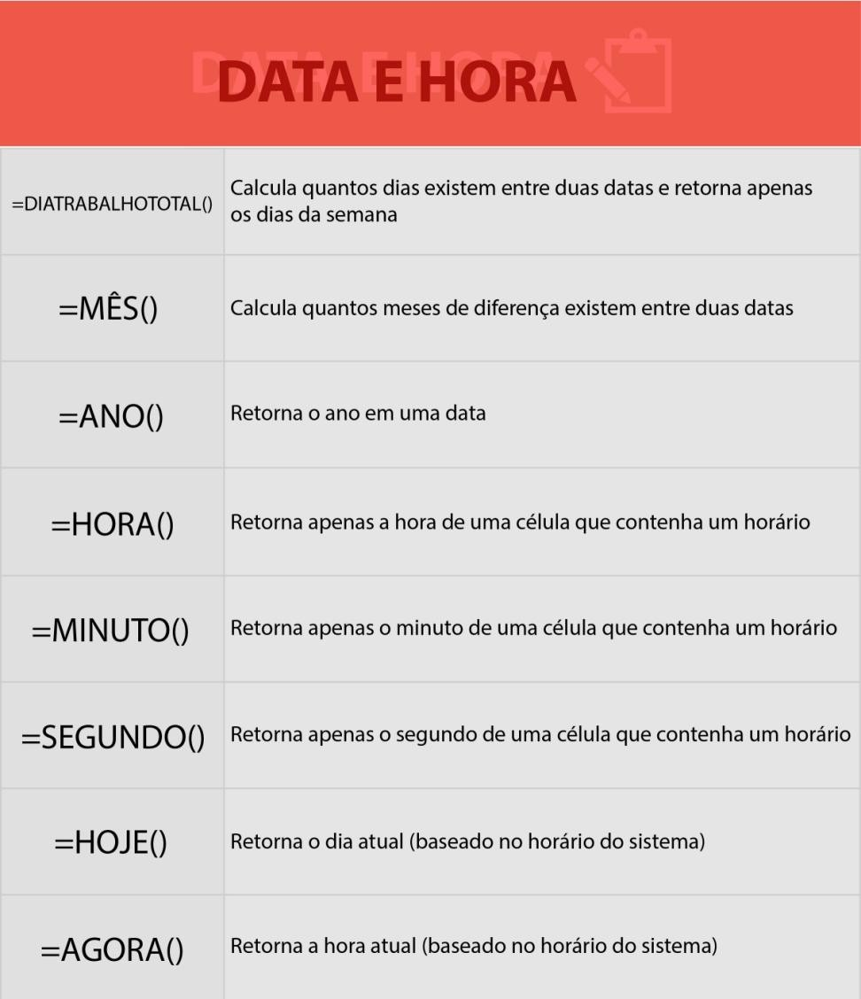 DATA E HORA
=DIATRABALHOTOTAL()
Calcula quantos dias existem entre duas datas e retorna apenas
os dias da semana
=MÊS()
Calcula quantos meses de diferença existem entre duas datas
=ANO()
Retorna o ano em uma data
=HORA()
Retorna apenas a hora de uma célula que contenha um horário
=MINUTO()
Retorna apenas o minuto de uma célula que contenha um horário
=SEGUNDO()
Retorna apenas o segundo de uma célula que contenha um horário
=HOJE()
Retorna o dia atual (baseado no horário do sistema)
=AGORA()
Retorna a hora atual (baseado no horário do sistema)